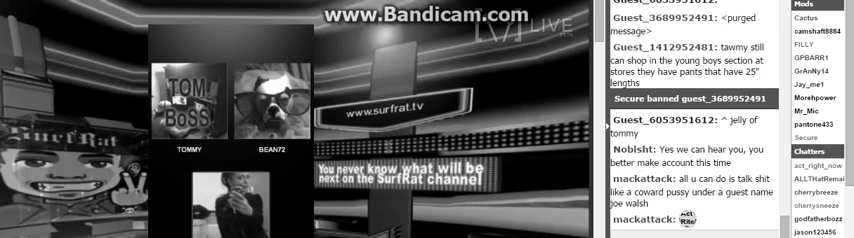 www.Bandicam.com
[V]LIVE
SurfRat
TOM
BoSS
TOMMY
BEAN72
www.surfrat.tv
You never know what will be
next on the SurfRat channel
Guest_3689952491: <purged
message>
Guest_1412952481: tawmy still
can shop in the young boys section at
stores they have pants that have 25"
lengths
Secure banned guest_3689952491
Guest_6053951612: ^ jelly of
tommy
Noblsht: Yes we can hear you, you
better make account this time
mackattack: all u can do is talk shit
like a coward pussy under a guest name
joe walsh
mackattack:
Mods
Cactus
camshaft8884
FILLY
GPBARR1
GrAnNy14
Jay_me1
Morehpower
Mr_Mic
pantone433
Secure
Chatters
act_right_now
ALLTHatRemai
cherrybreeze
cherrysneeze
godfatherbozz
jason123456